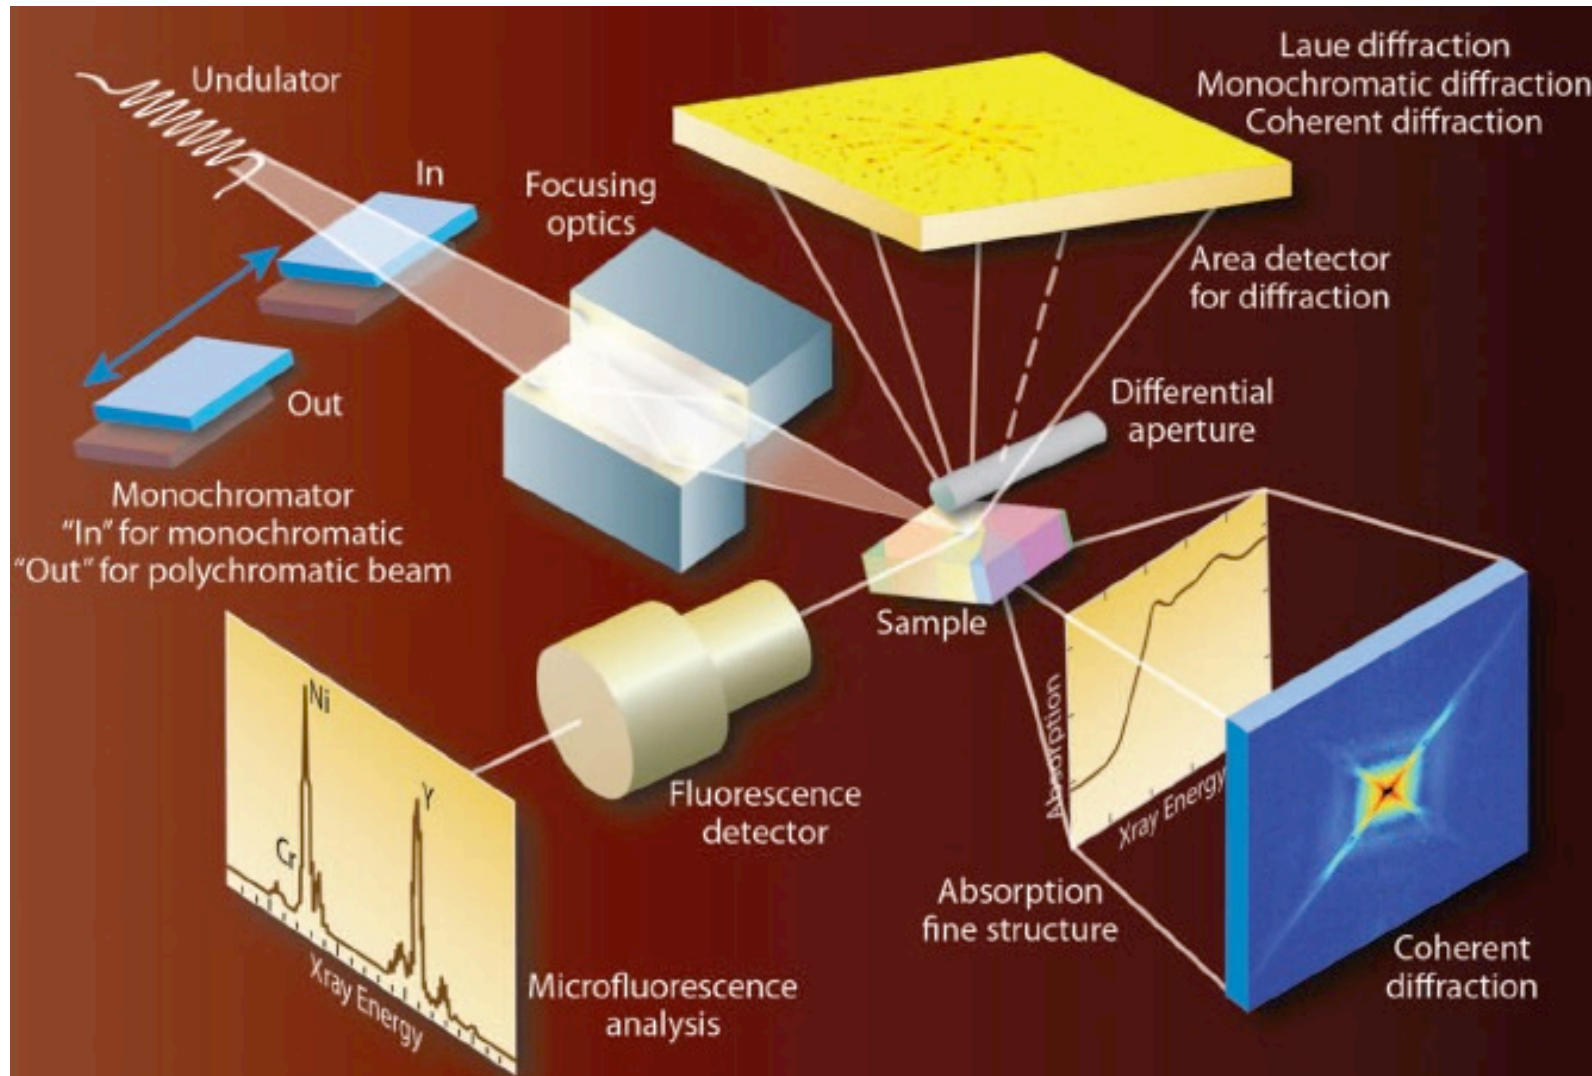 Undulator
In
Out
Monochromator
“In” for monochromatic
“Out” for polychromatic beam
Focusing
optics
Laue diffraction
Monochromatic diffraction
Coherent diffraction
Area detector
for diffraction
Differential
aperture
Sample
Fluorescence
detector
Ni
Y
Cr
Xray Energy
Microfluorescence
analysis
Absorption
Xray Energy
Absorption
fine structure
Coherent
diffraction